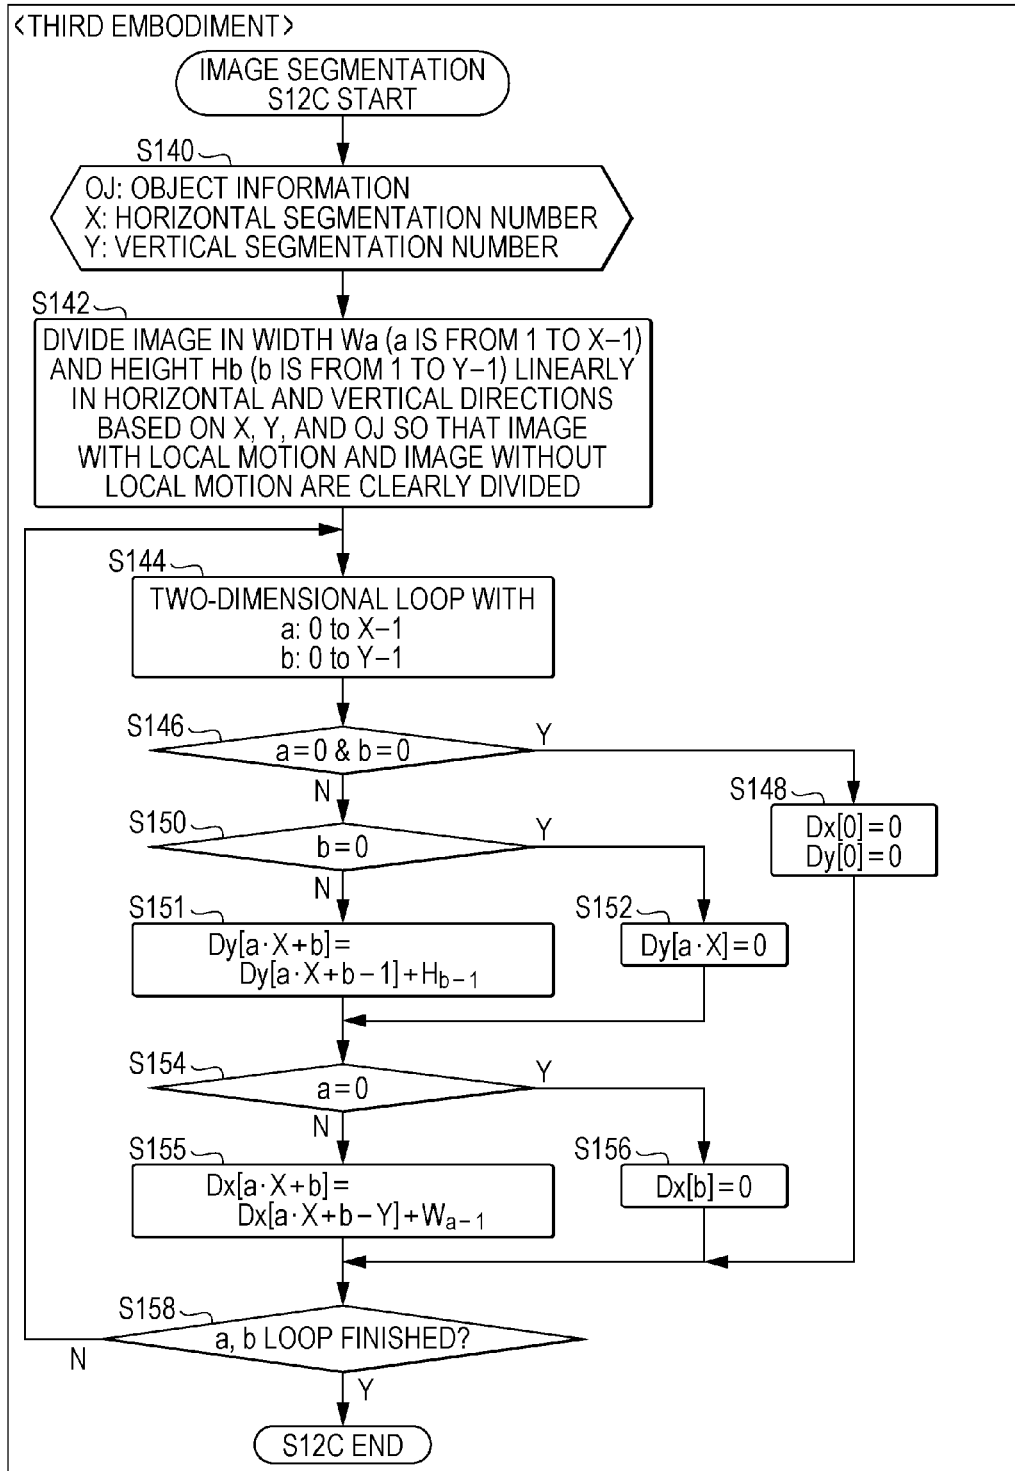 <THIRD EMBODIMENT>
IMAGE SEGMENTATION
S12C START
S140
OJ: OBJECT INFORMATION
X: HORIZONTAL SEGMENTATION NUMBER
Y: VERTICAL SEGMENTATION NUMBER
S142
DIVIDE IMAGE IN WIDTH Wa (a IS FROM 1 TO X−1)
AND HEIGHT Hb (b IS FROM 1 TO Y−1) LINEARLY
IN HORIZONTAL AND VERTICAL DIRECTIONS
BASED ON X, Y, AND OJ SO THAT IMAGE
WITH LOCAL MOTION AND IMAGE WITHOUT
LOCAL MOTION ARE CLEARLY DIVIDED
S144
TWO-DIMENSIONAL LOOP WITH
a: 0 to X−1
b: 0 to Y−1
S146
a=0 & b=0
Y
N
S148
Dx[0]=0
Dy[0]=0
S150
b=0
Y
N
S151
Dy[a·X+b]=
Dy[a·X+b−1]+Hb−1
S152
Dy[a·X]=0
S154
a=0
Y
N
S155
Dx[a·X+b]=
Dx[a·X+b−Y]+Wa−1
S156
Dx[b]=0
S158
a, b LOOP FINISHED?
N
Y
S12C END